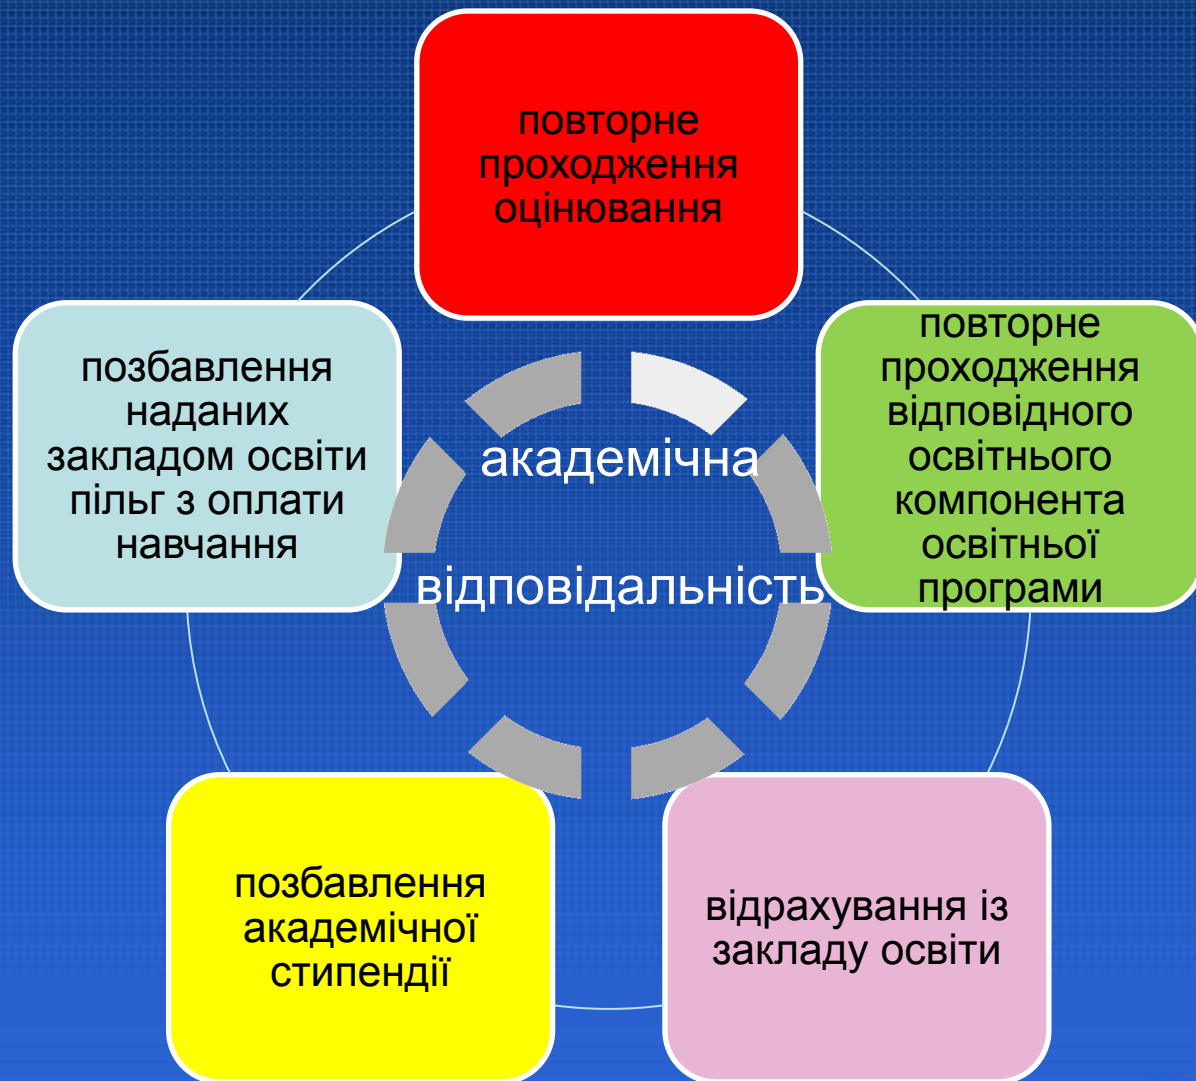 повторне
проходження
оцінювання
повторне
проходження
відповідного
освітнього
компонента
освітньої
програми
позбавлення
наданих
закладом освіти
пільг з оплати
навчання
академічна
відповідальність
позбавлення
академічної
стипендії
відрахування із
закладу освіти